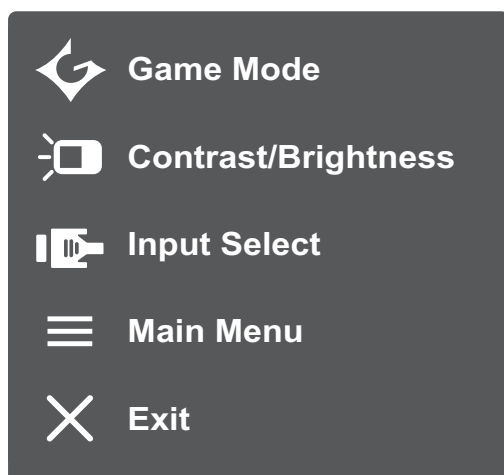 Game Mode
Contrast/Brightness
Input Select
Main Menu
Exit